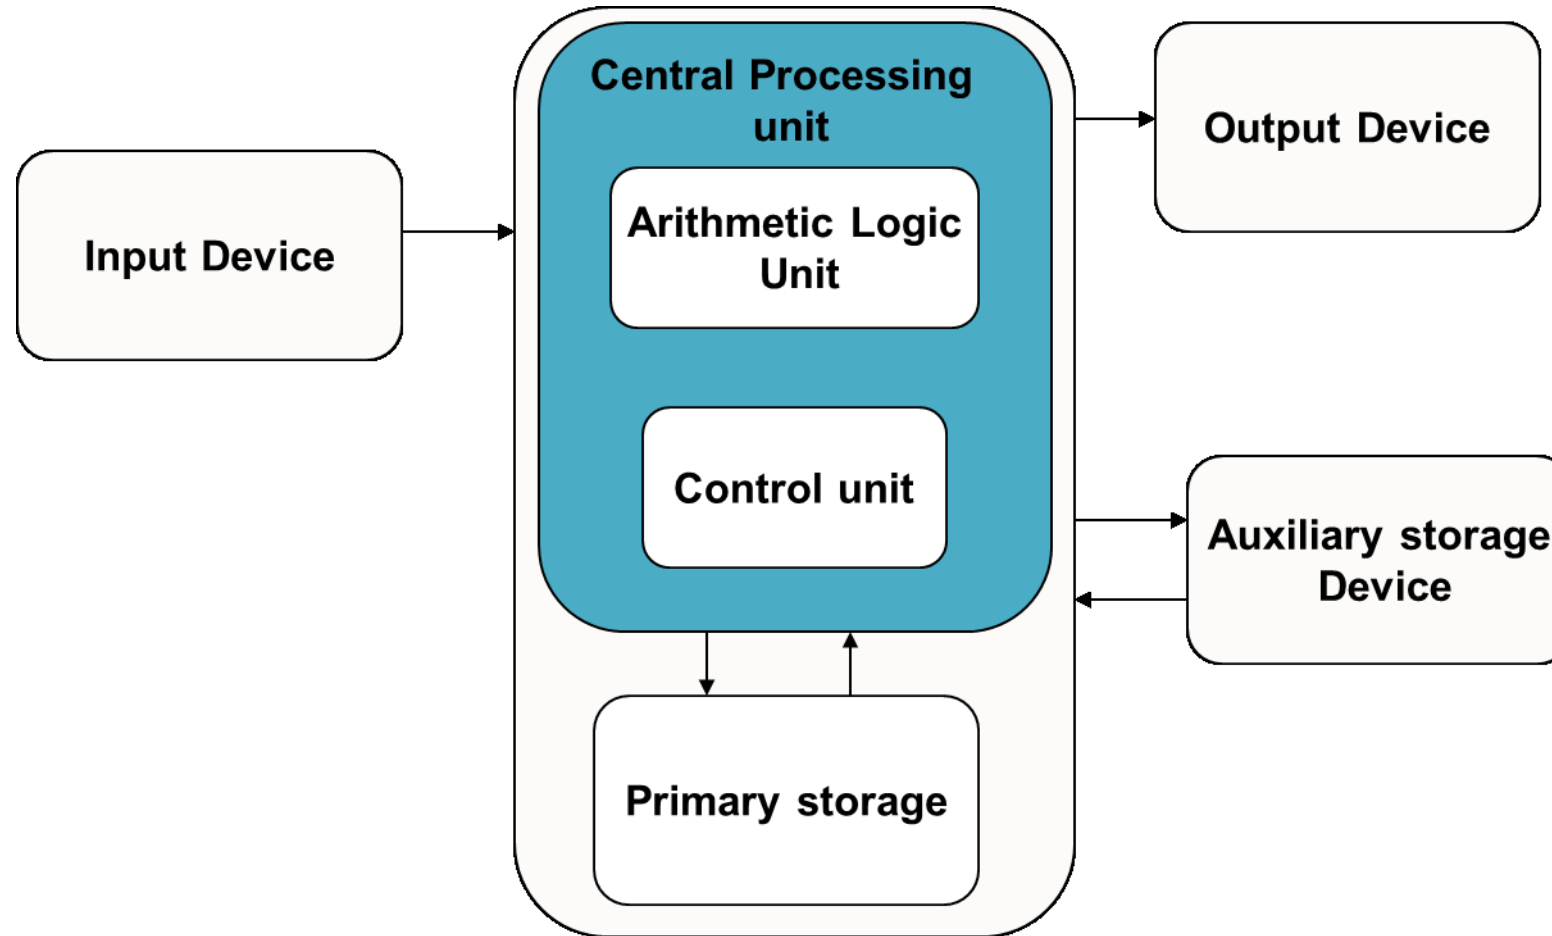 Central Processing
unit
Output Device
Arithmetic Logic
Unit
Input Device
Control unit
Auxiliary storage
Device
Primary storage